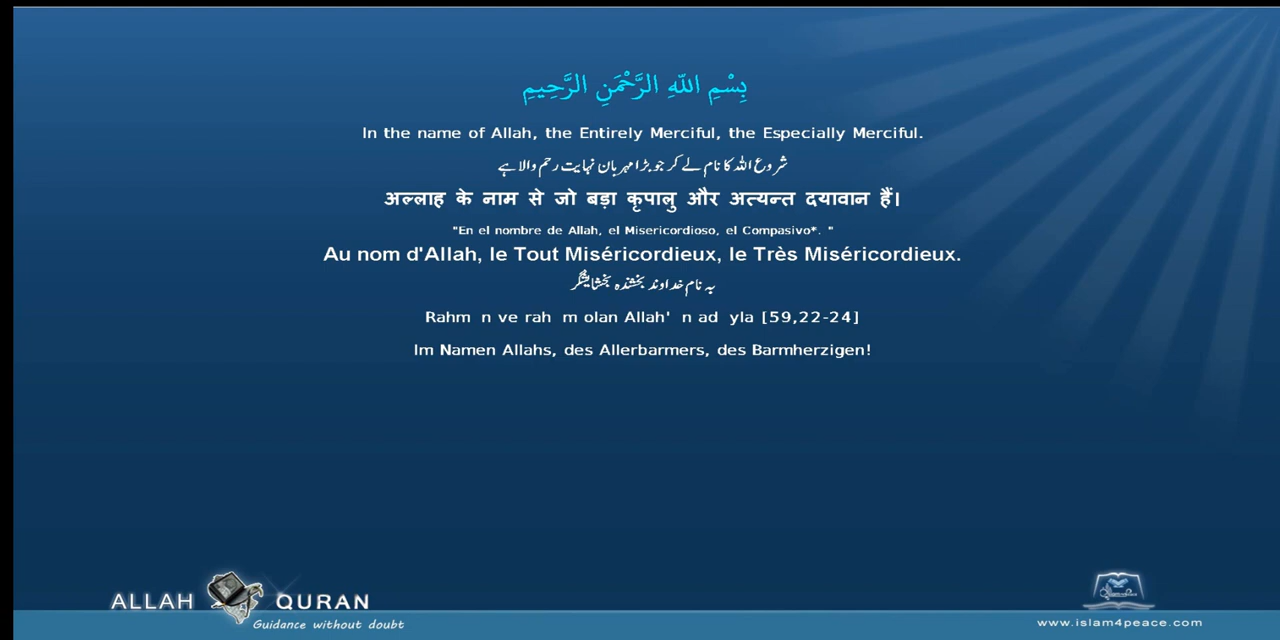 بِسْمِ اللّٰهِ الرَّحْمَنِ الرَّحِيمِ
In the name of Allah, the Entirely Merciful, the Especially Merciful.
شروع اللہ کا نام لے کر جو بڑا مہربان نہایت رحم والا ہے
अल्लाह के नाम से जो बड़ा कृपालु और अत्यन्त दयावान हैं।
"En el nombre de Allah, el Misericordioso, el Compasivo*. "
Au nom d'Allah, le Tout Miséricordieux, le Très Miséricordieux.
به نام خداوند بخشنده بخشایشگر
Rahm n ve rah m olan Allah' n ad yla [59,22-24]
Im Namen Allahs, des Allerbarmers, des Barmherzigen!
ALLAH QURAN
Guidance without doubt
www.islam4peace.com